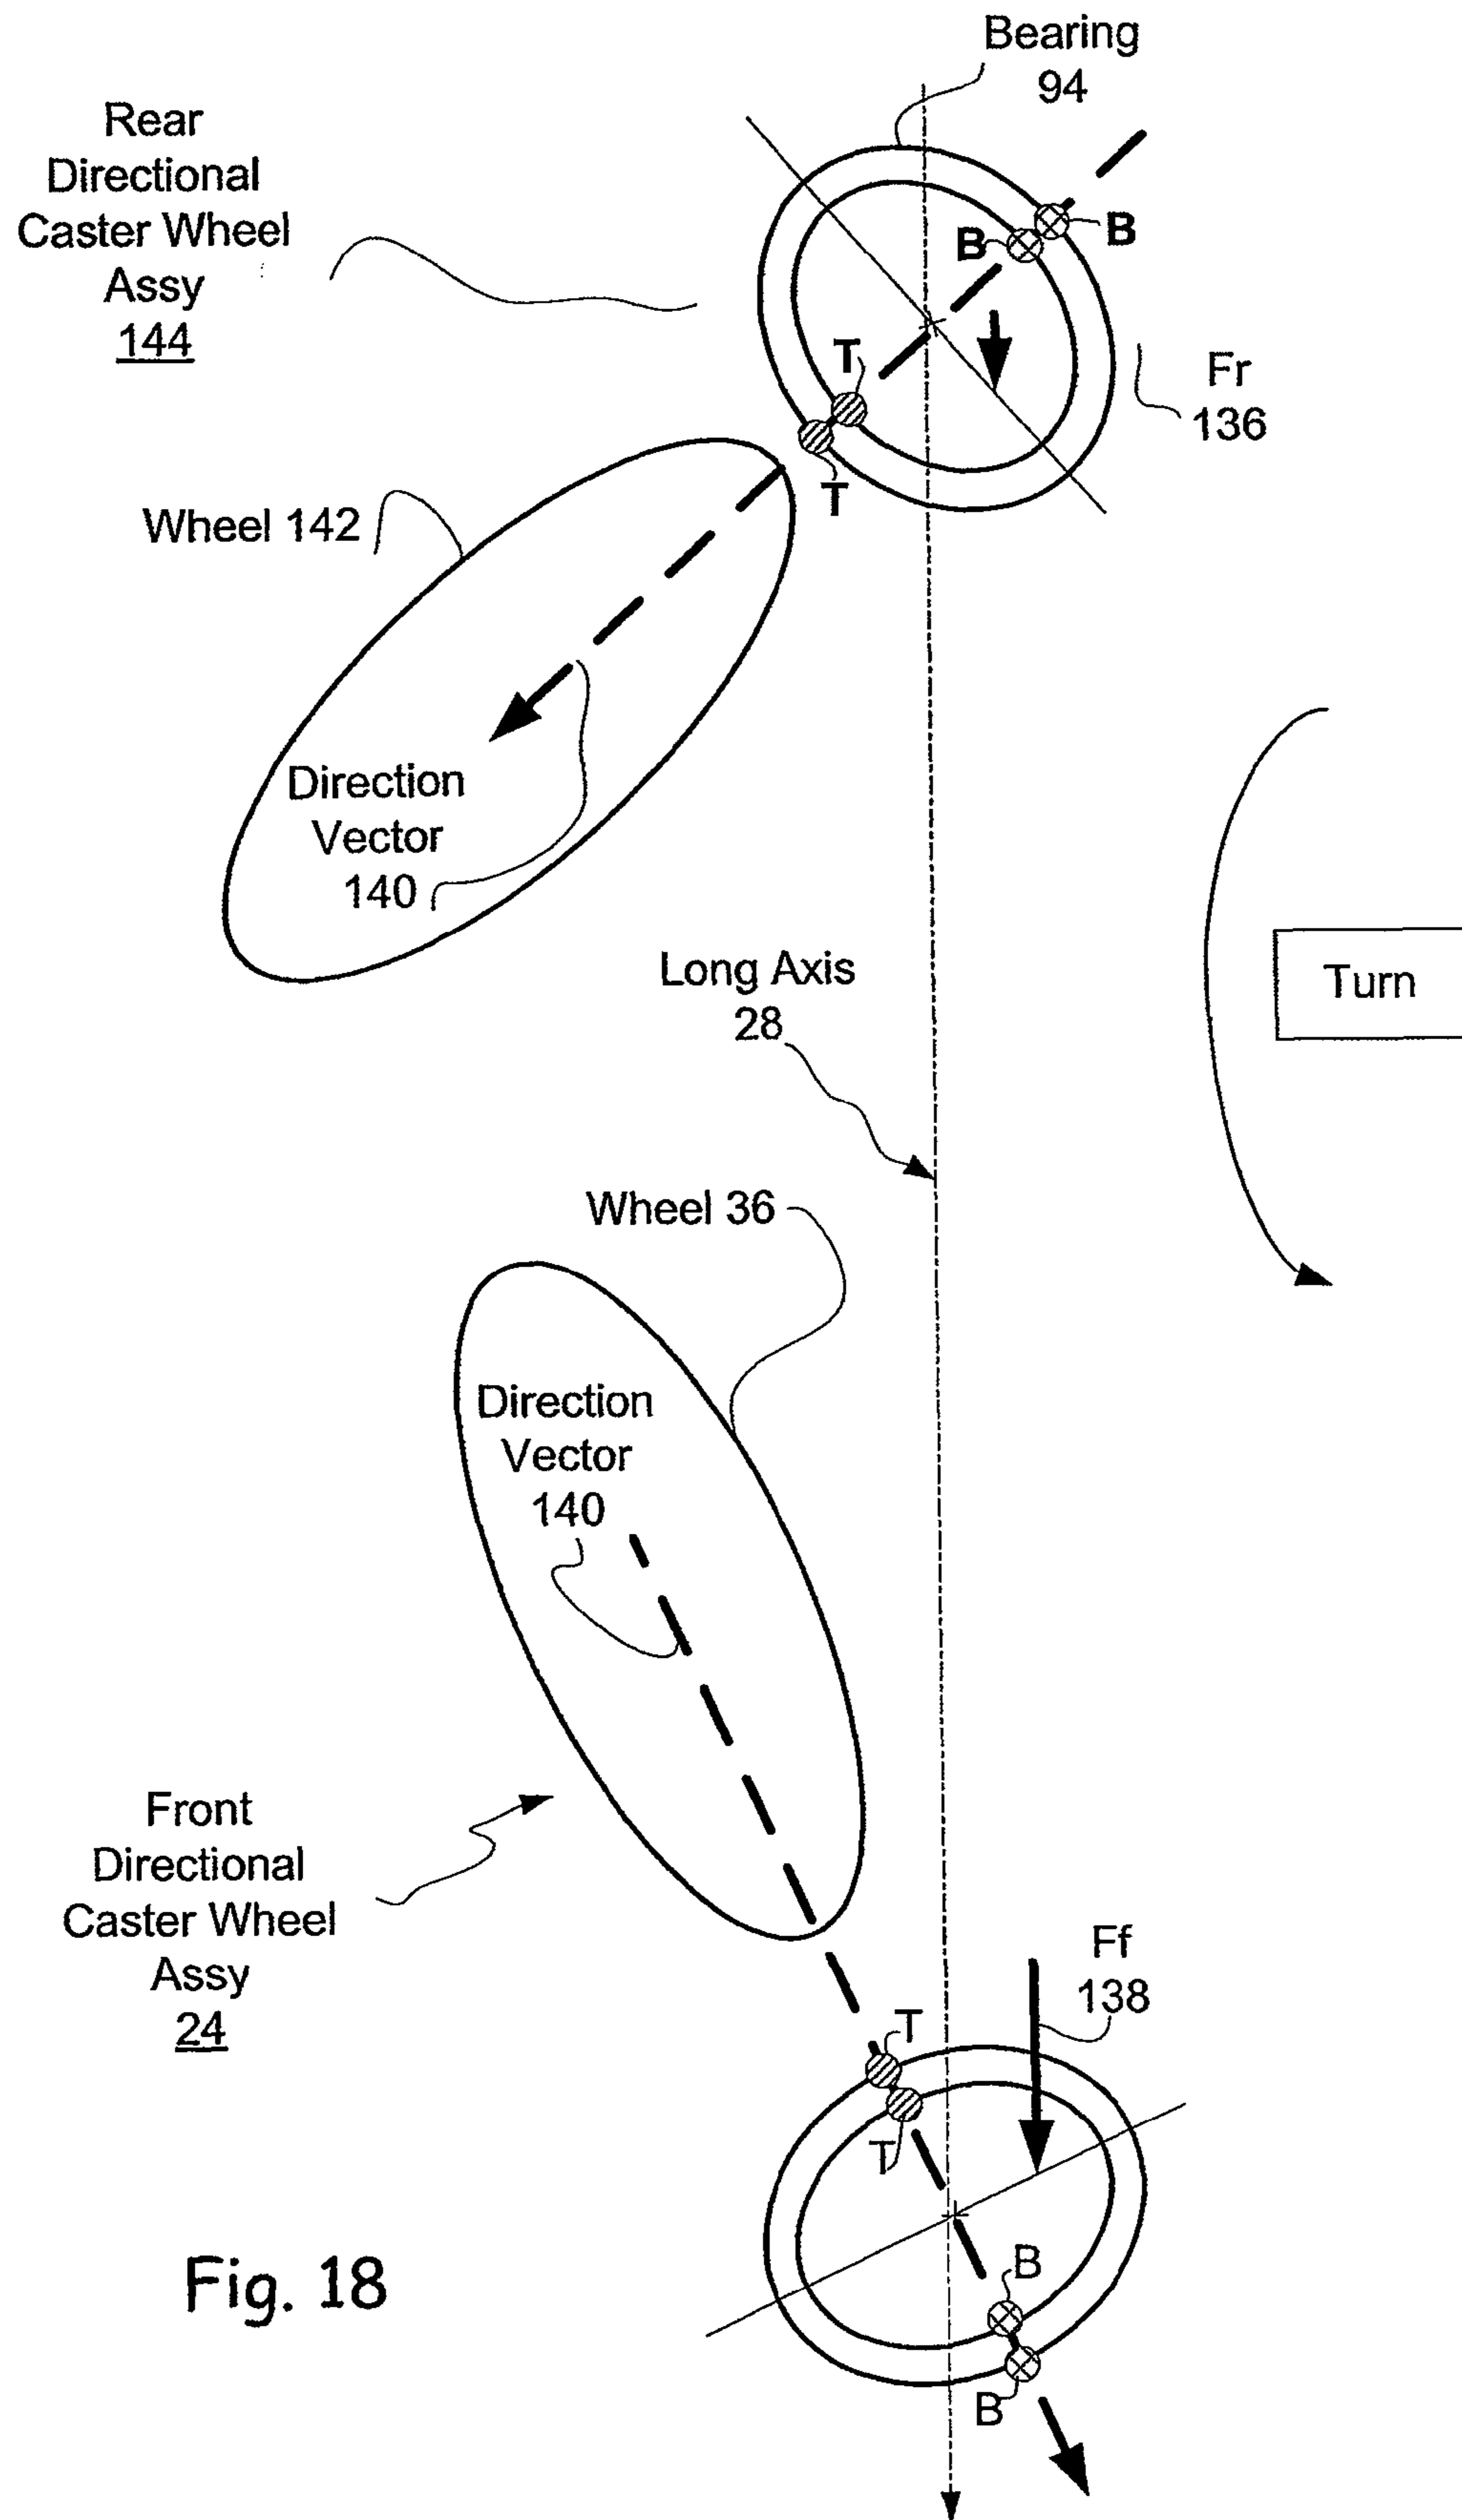 Bearing
94
Rear
Directional
Caster Wheel
Assy
144
B
B
T
Fr
136
T
Wheel 142
Direction
Vector
140
Long Axis
28
Turn
Wheel 36
Direction
Vector
140
Front
Directional
Caster Wheel
Assy
24
Ff
138
T
T
B
B
Fig. 18